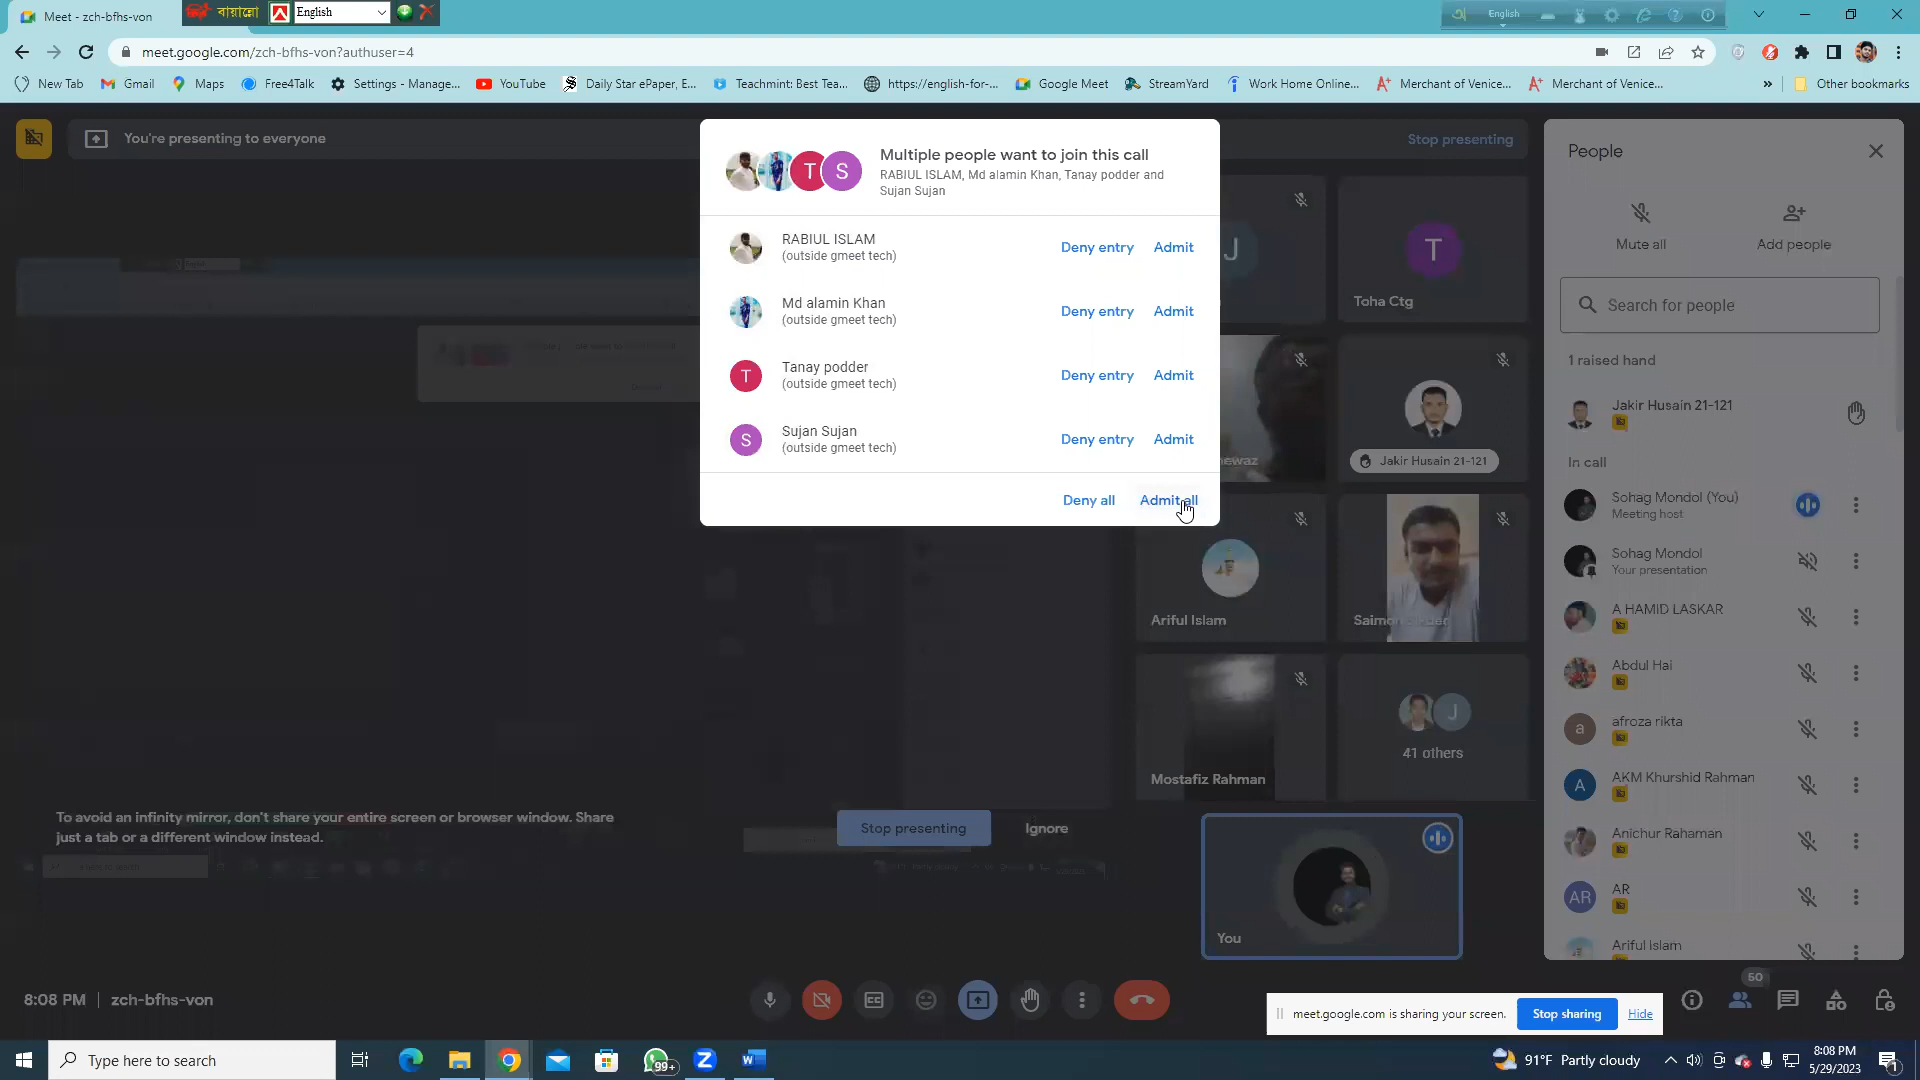 Meet - zch-bfhs-von
বায়ান্নো
English
English
meet.google.com/zch-bfhs-von?authuser=4
New Tab
Gmail
Maps
Free4Talk
Settings - Manage...
YouTube
Daily Star ePaper, E...
Teachmint: Best Tea...
https://english-for-...
Google Meet
StreamYard
Work Home Online...
Merchant of Venice...
Merchant of Venice...
»
Other bookmarks
You're presenting to everyone
Stop presenting
Multiple people want to join this call
RABIUL ISLAM, Md alamin Khan, Tanay podder and
Sujan Sujan
T
S
RABIUL ISLAM
(outside gmeet tech)
Deny entry
Admit
Md alamin Khan
(outside gmeet tech)
Deny entry
Admit
T
Tanay podder
(outside gmeet tech)
Deny entry
Admit
S
Sujan Sujan
(outside gmeet tech)
Deny entry
Admit
Deny all
Admit all
J
T
Toha Ctg
Jakir Husain 21-121
Ariful Islam
Mostafiz Rahman
J
41 others
You
To avoid an infinity mirror, don't share your entire screen or browser window. Share
just a tab or a different window instead.
Stop presenting
Ignore
People
Mute all
Add people
Search for people
1 raised hand
Jakir Husain 21-121
In call
Sohag Mondol (You)
Meeting host
Sohag Mondol
Your presentation
A HAMID LASKAR
Abdul Hai
a
afroza rikta
A
AKM Khurshid Rahman
Anichur Rahaman
AR
AR
Ariful islam
8:08 PM | zch-bfhs-von
50
meet.google.com is sharing your screen.
Stop sharing
Hide
Type here to search
99+
91°F Partly cloudy
8:08 PM
5/29/2023
1